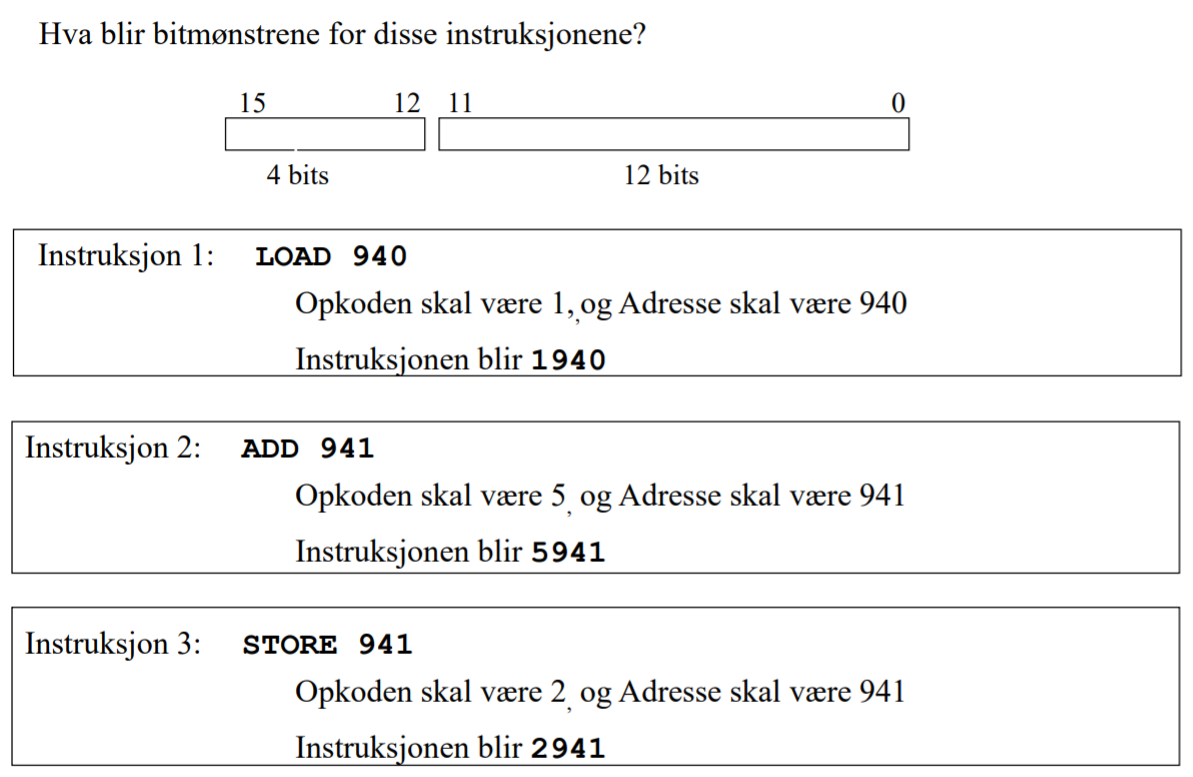 Hva blir bitmønstrene for disse instruksjonene?
15 12 11 0
4 bits 12 bits
Instruksjon 1: LOAD 940
Opkoden skal være 1, og Adresse skal være 940
Instruksjonen blir 1940
Instruksjon 2: ADD 941
Opkoden skal være 5, og Adresse skal være 941
Instruksjonen blir 5941
Instruksjon 3: STORE 941
Opkoden skal være 2, og Adresse skal være 941
Instruksjonen blir 2941